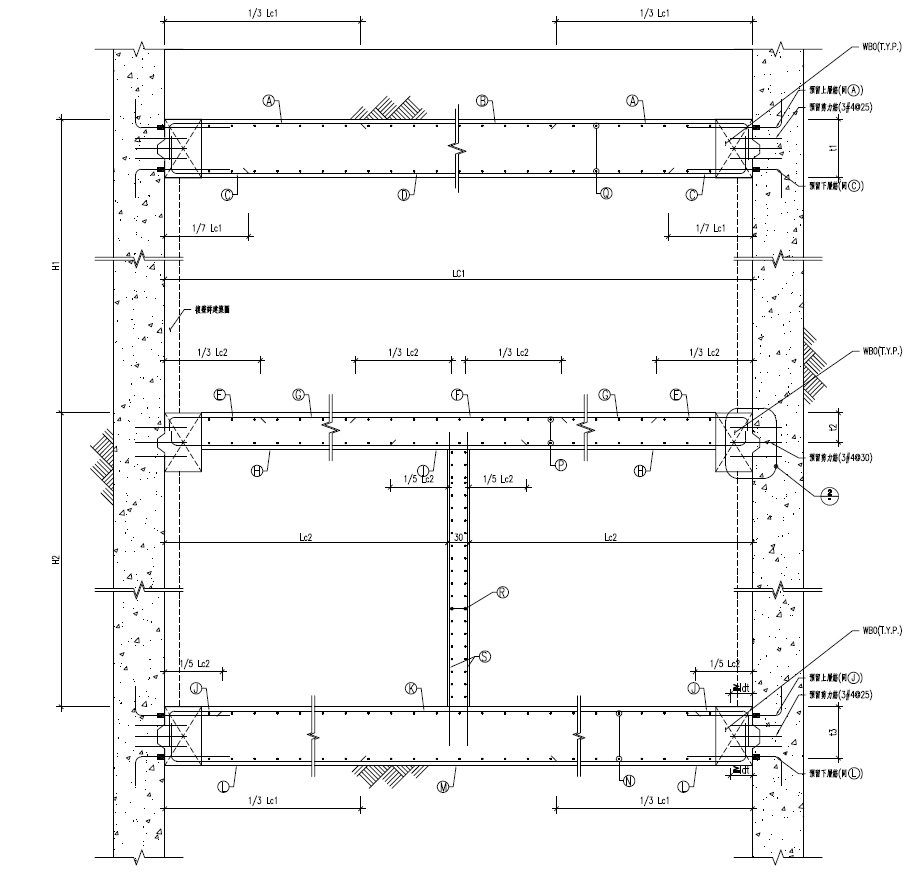 1/3 Lc1
1/3 Lc1
WB0(T.Y.P.)
預留上層筋(同Ⓐ)
A
B
A
預留剪力筋(3#4@25)
t1
C
D
Q
C
預留下層筋(同Ⓒ)
1/7 Lc1
1/7 Lc1
H1
LC1
1/3 Lc2
1/3 Lc2
1/3 Lc2
1/3 Lc2
WB0(T.Y.P.)
E
G
F
G
E
t2
預留剪力筋(3#4@30)
H
I
P
H
1/5 Lc2
1/5 Lc2
2
-
H2
Lc2
30
Lc2
R
WB0(T.Y.P.)
S
1/5 Lc2
1/5 Lc2
預留上層筋(同Ⓙ)
J
K
J
預留剪力筋(3#4@25)
t3
預留下層筋(同Ⓛ)
L
M
N
L
1/3 Lc1
1/3 Lc1